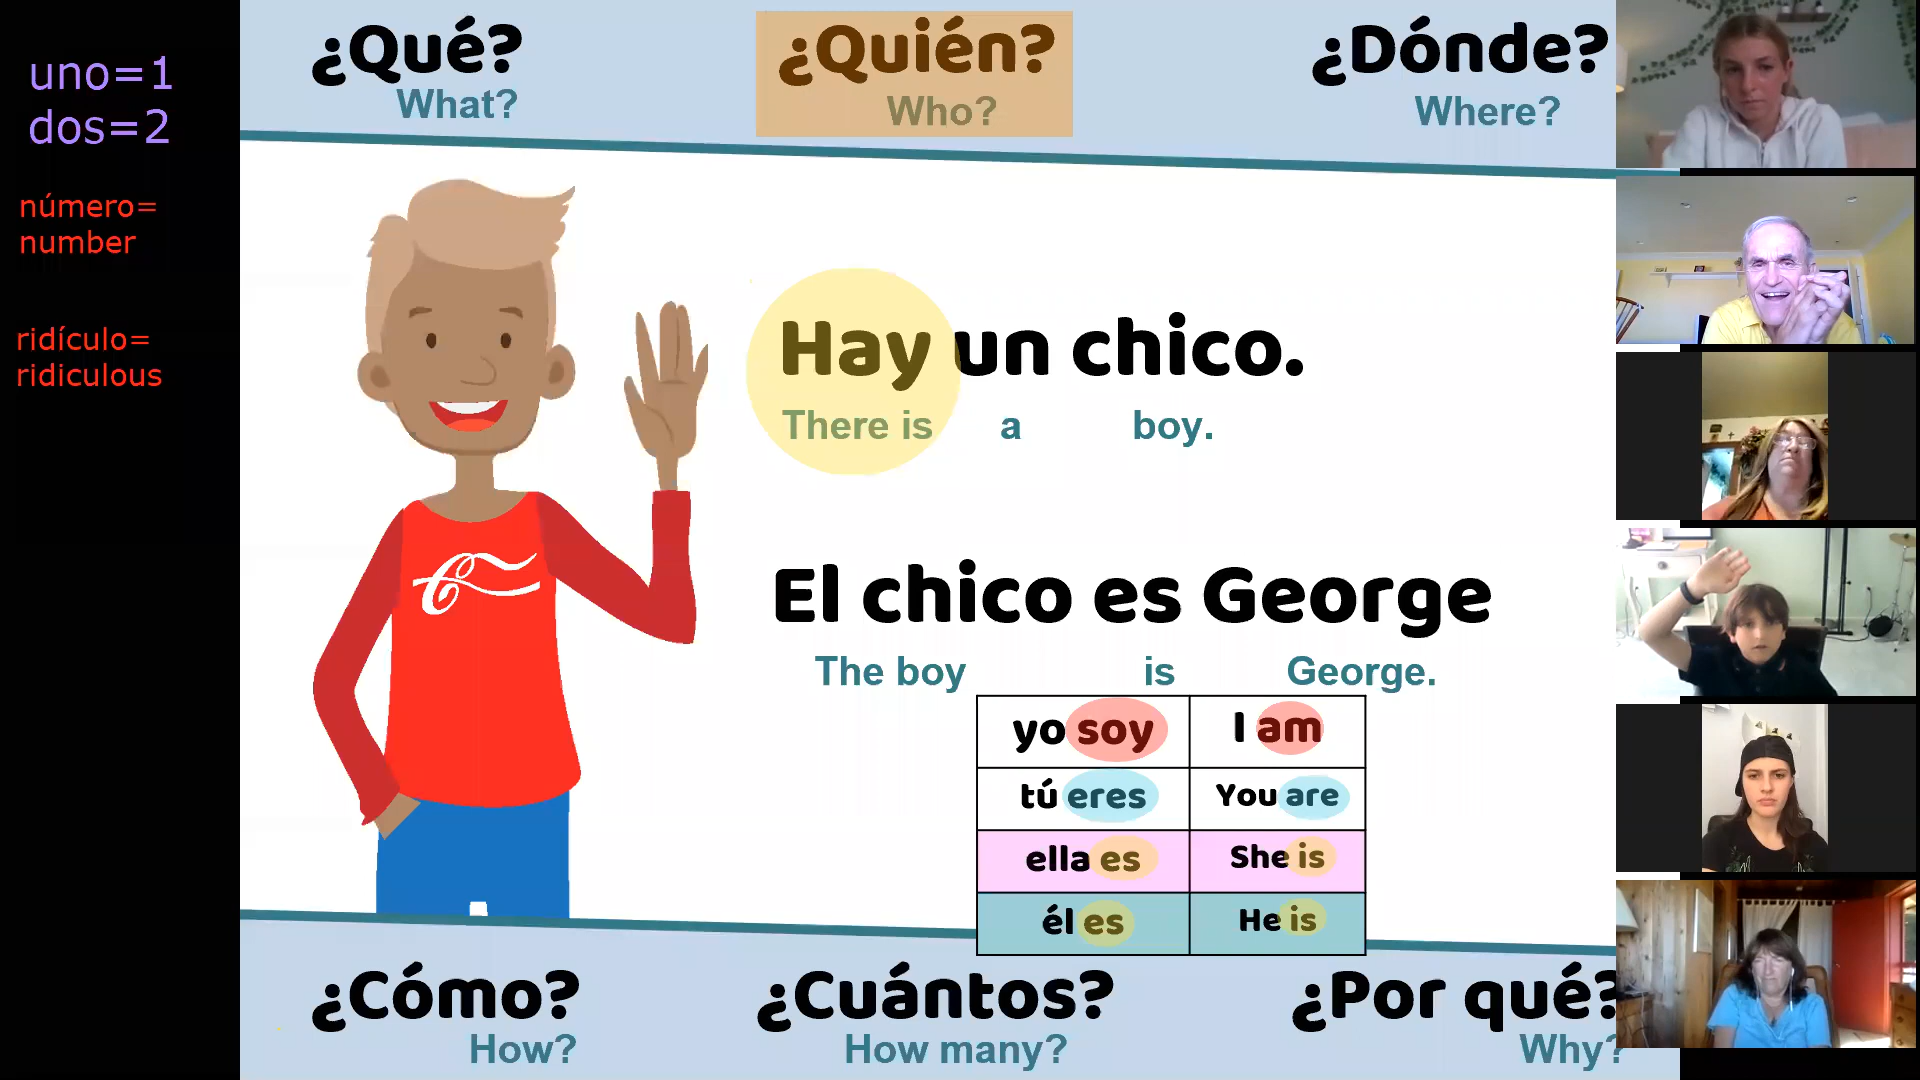 uno=1
dos=2
número=
number
ridículo=
ridiculous
¿Qué?
What?
¿Quién?
Who?
¿Dónde?
Where?
Hay un chico.
There is a boy.
El chico es George
The boy is George.
yo soy I am
tú eres You are
ella es She is
él es He is
¿Cómo?
How?
¿Cuántos?
How many?
¿Por qué?
Why?